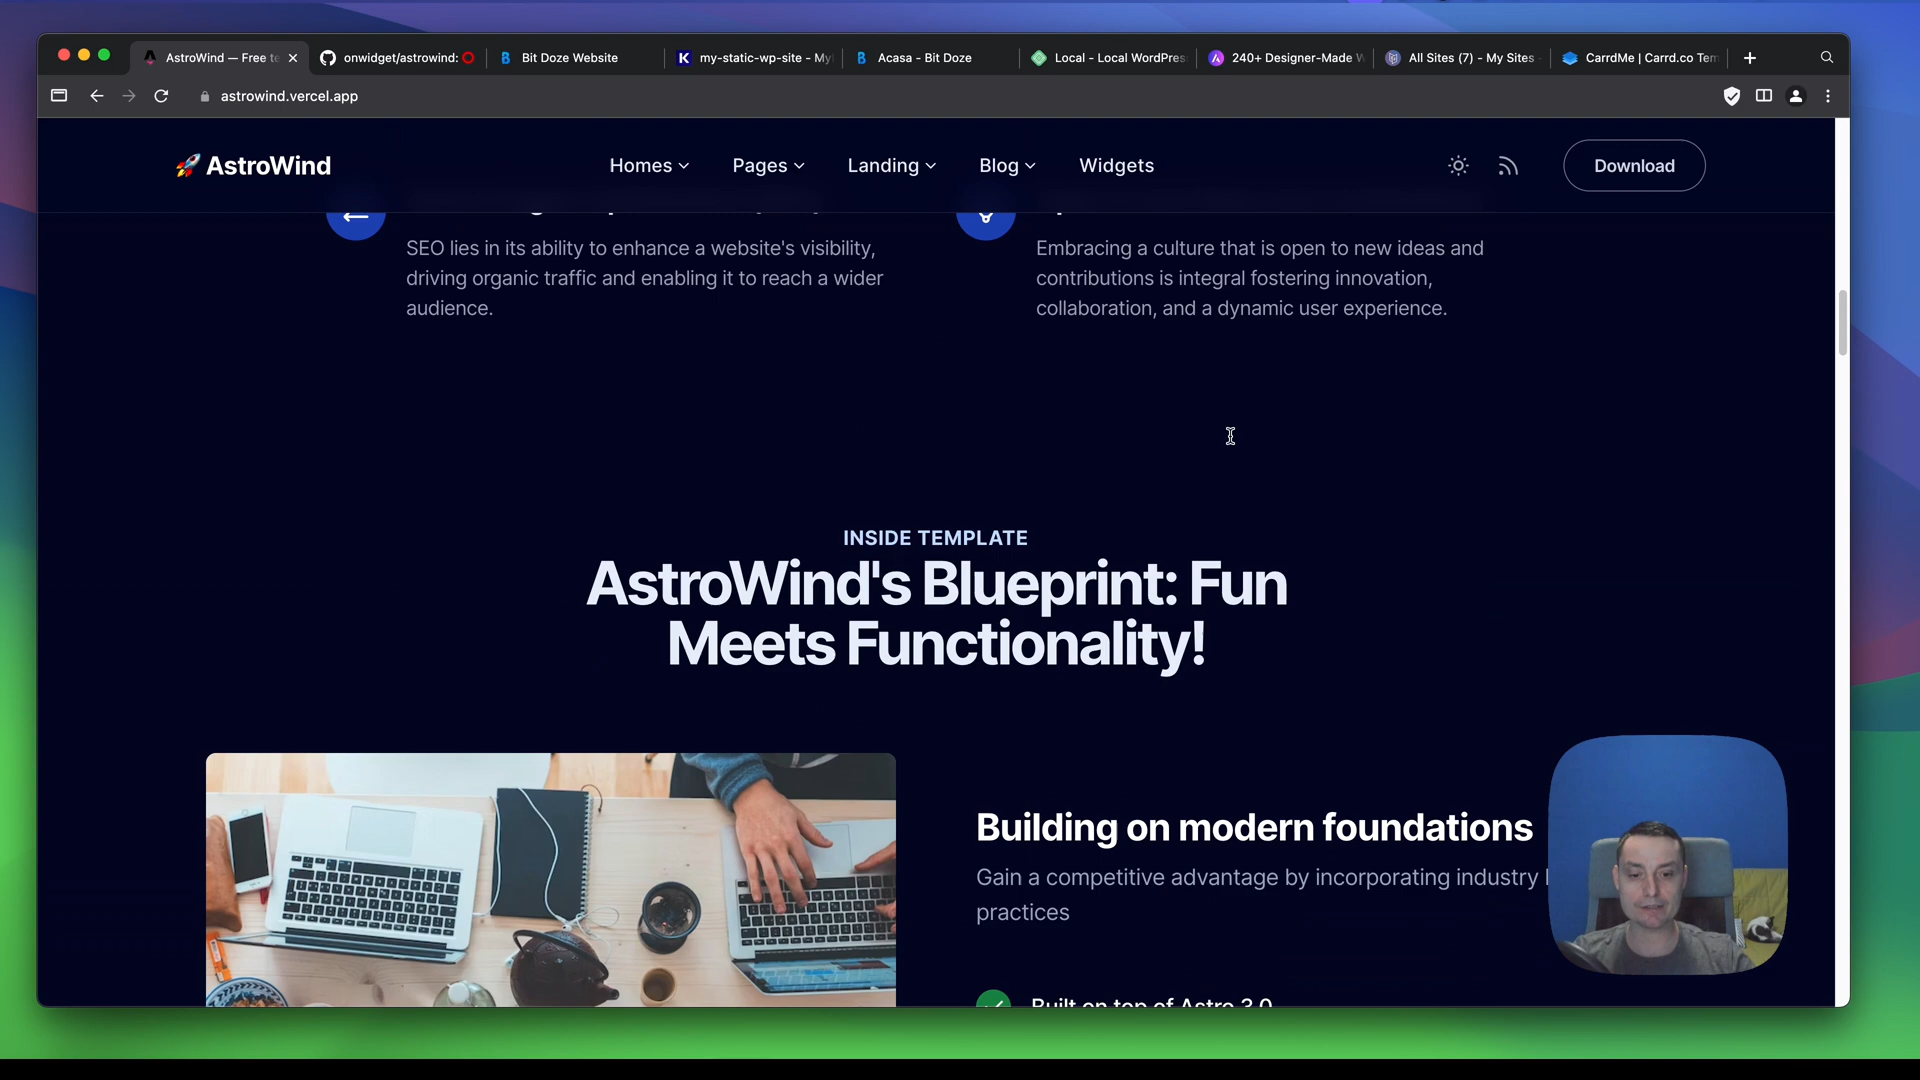 AstroWind — Free te
onwidget/astrowind:
Bit Doze Website
my-static-wp-site - My
Acasa - Bit Doze
Local - Local WordPres
240+ Designer-Made W
All Sites (7) - My Sites
CarrdMe | Carrd.co Tem
astrowind.vercel.app
AstroWind
Homes
Pages
Landing
Blog
Widgets
Download
SEO lies in its ability to enhance a website's visibility,
driving organic traffic and enabling it to reach a wider
audience.
Embracing a culture that is open to new ideas and
contributions is integral fostering innovation,
collaboration, and a dynamic user experience.
INSIDE TEMPLATE
AstroWind's Blueprint: Fun
Meets Functionality!
Building on modern foundations
Gain a competitive advantage by incorporating industry
practices
Built on top of Astro 3.0